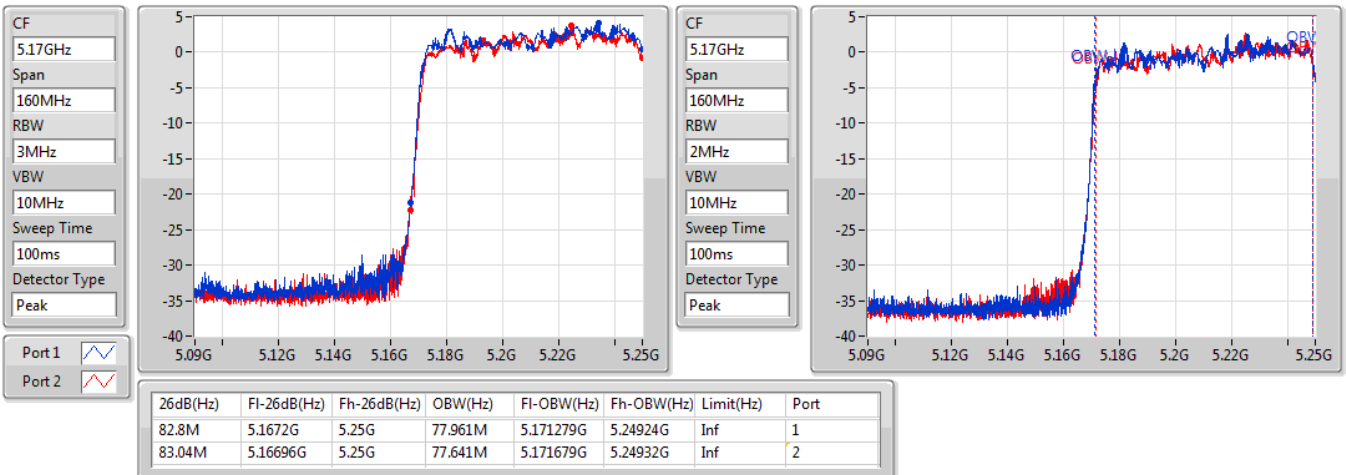 CF
5.17GHz
Span
160MHz
RBW
3MHz
VBW
10MHz
Sweep Time
100ms
Detector Type
Peak
Port 1
Port 2
5
0
-5
-10
-15
-20
-25
-30
-35
-40
5.09G 5.12G 5.14G 5.16G 5.18G 5.2G 5.22G 5.25G
CF
5.17GHz
Span
160MHz
RBW
2MHz
VBW
10MHz
Sweep Time
100ms
Detector Type
Peak
5
0
-5
-10
-15
-20
-25
-30
-35
-40
OBW
OBW
5.09G 5.12G 5.14G 5.16G 5.18G 5.2G 5.22G 5.25G
26dB(Hz) Fl-26dB(Hz) Fh-26dB(Hz) OBW(Hz) Fl-OBW(Hz) Fh-OBW(Hz) Limit(Hz) Port
82.8M 5.1672G 5.25G 77.961M 5.171279G 5.24924G Inf 1
83.04M 5.16696G 5.25G 77.641M 5.171679G 5.24932G Inf 2